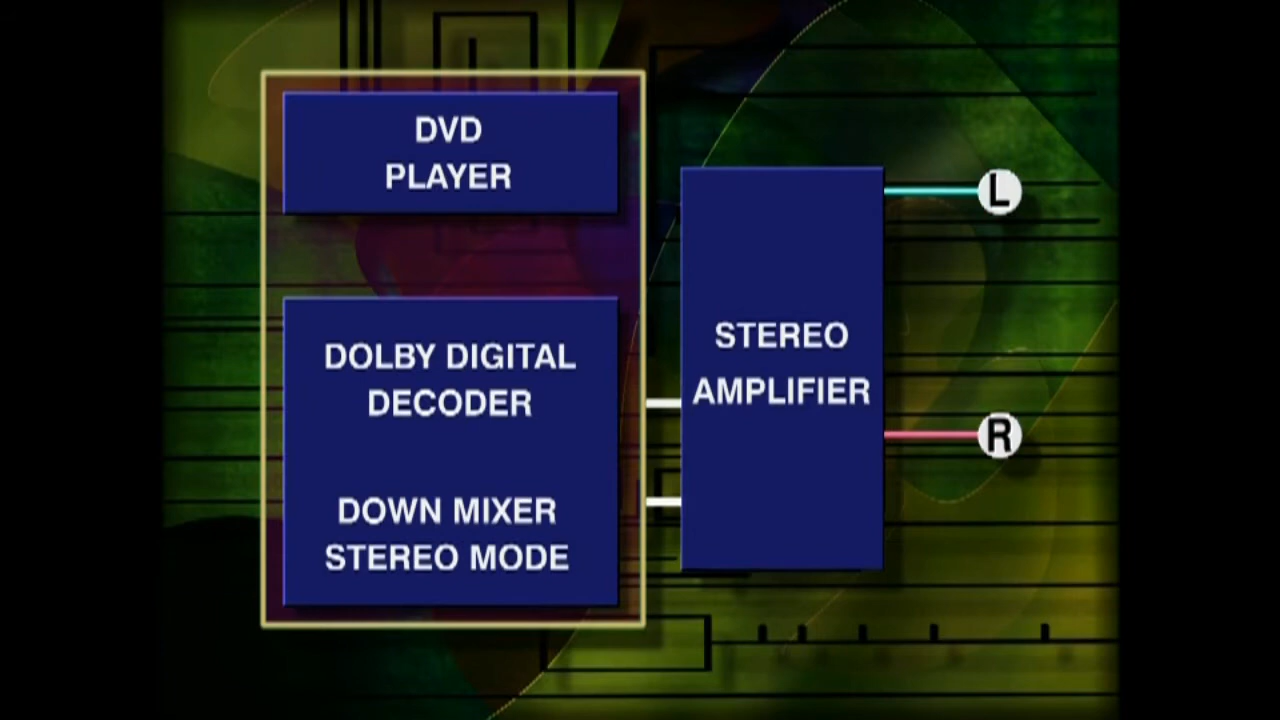 DVD
PLAYER
DOLBY DIGITAL
DECODER
DOWN MIXER
STEREO MODE
STEREO
AMPLIFIER
L
R